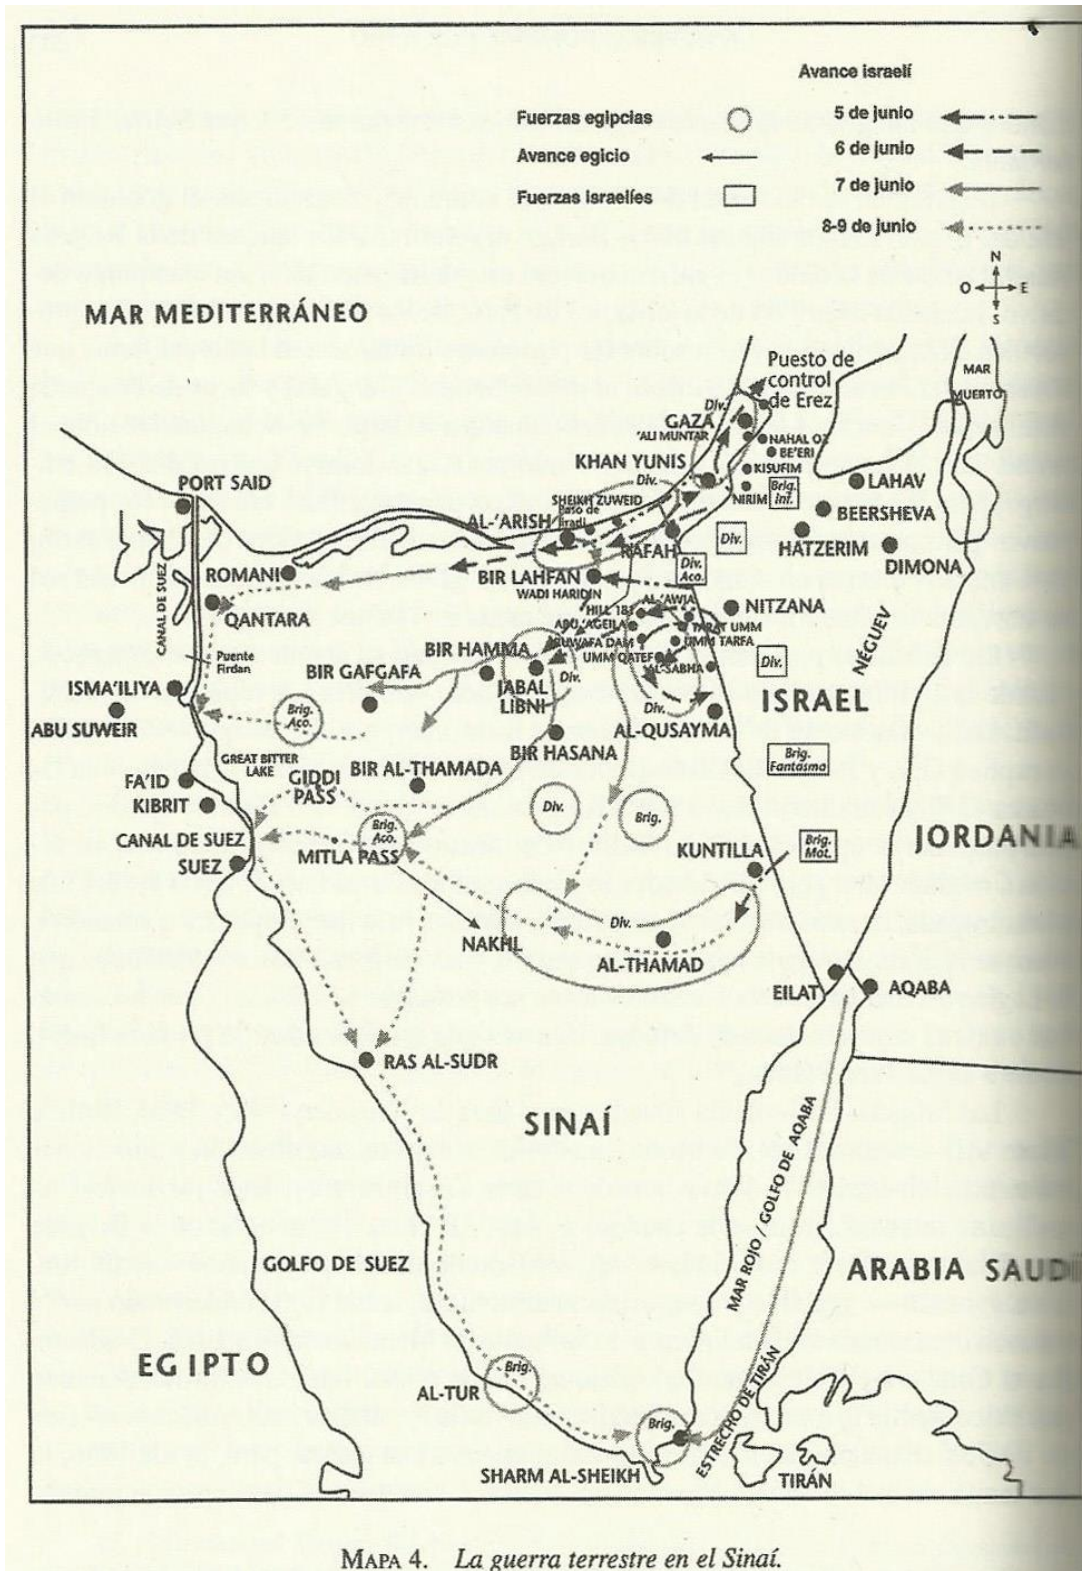 Avance israelí
Fuerzas egipcias
5 de junio
Avance egicio
6 de junio
Fuerzas israelíes
7 de junio
8-9 de junio
N
O
E
S
MAR MEDITERRÁNEO
Puesto de
control
de Erez
MAR
MUERTO
Div.
GAZA
'ALI MUNTAR
NAHAL OZ
BE'ERI
KHAN YUNIS
KISUFIM
Div.
NIRIM
Brig.
Inf.
LAHAV
PORT SAID
SHEIKH ZUWEID
Paso de
Jiradi
AL-'ARISH
BEERSHEVA
RAFAH
Div.
HATZERIM
DIMONA
ROMANI
BIR LAHFAN
WADI HARIDIN
Div.
Aco.
CANAL DE SUEZ
QANTARA
AL-'AWJA
NITZANA
HILL 181
ABU 'AGEILA
TARAT UMM
RUWAFA DAM
UMM TARFA
Puente
Firdan
BIR HAMMA
UMM QATEF
AL-SABHA
NÉGUEV
BIR GAFGAFA
Div.
Div.
ISMA'ILIYA
JABAL
LIBNI
ISRAEL
ABU SUWEIR
Brig.
Aco.
Div.
AL-QUSAYMA
BIR HASANA
GREAT BITTER
LAKE
BIR AL-THAMADA
Brig.
Fantasma
FA'ID
GIDDI
PASS
KIBRIT
Div.
Brig.
CANAL DE SUEZ
Brig.
Aco.
JORDANIA
MITLA PASS
KUNTILLA
Brig.
Mot.
SUEZ
NAKHL
Div.
AL-THAMAD
EILAT
AQABA
RAS AL-SUDR
SINAÍ
MAR ROJO / GOLFO DE AQABA
GOLFO DE SUEZ
ARABIA SAUDÍ
EGIPTO
Brig.
AL-TUR
Brig.
ESTRECHO DE TIRÁN
SHARM AL-SHEIKH
TIRÁN
MAPA 4. La guerra terrestre en el Sinaí.